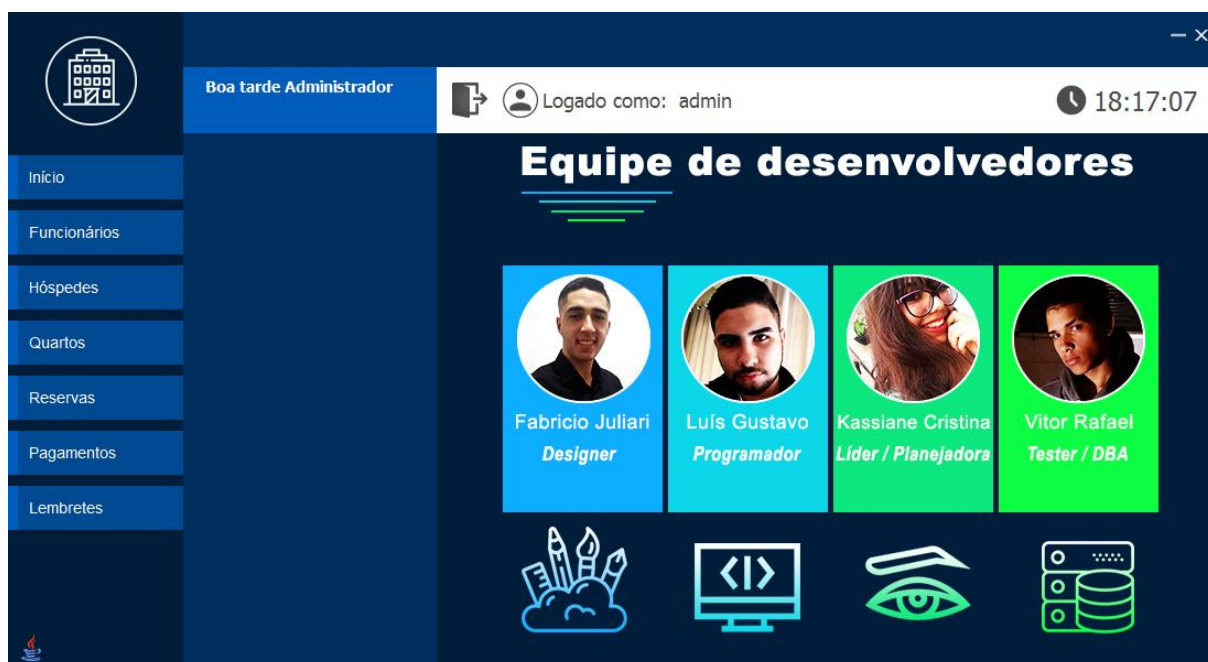 Boa tarde Administrador
Logado como: admin
18:17:07
Início
Funcionários
Hóspedes
Quartos
Reservas
Pagamentos
Lembretes
Equipe de desenvolvedores
Fabricio Juliari
Designer
Luís Gustavo
Programador
Kassiane Cristina
Líder / Planejadora
Vitor Rafael
Tester / DBA